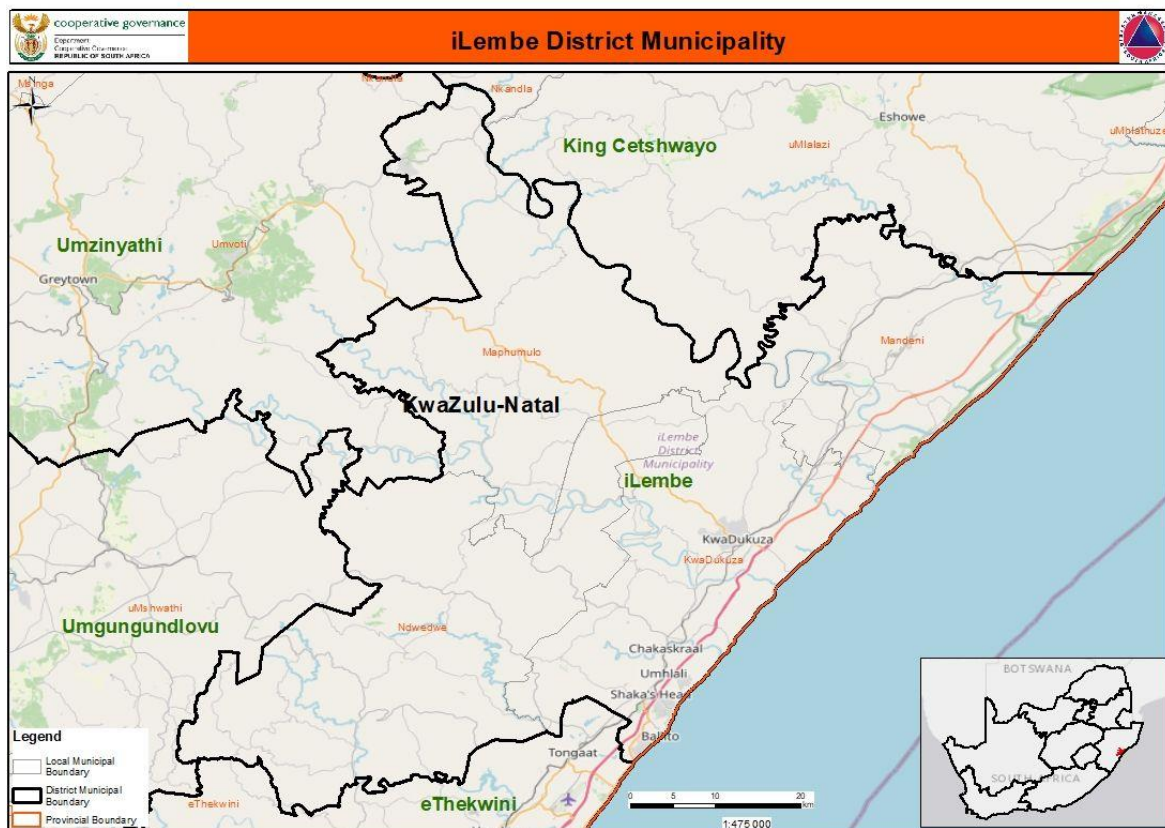 cooperative governance
Department:
Cooperative Governance
REPUBLIC OF SOUTH AFRICA
iLembe District Municipality
Msinga
Nkandla
Nkandla
Eshowe
King Cetshwayo
uMlalazi
uMhlathuze
Umzinyathi
Umvoti
Greytown
Maphumulo
Mandeni
KwaZulu-Natal
iLembe
District
Municipality
iLembe
KwaDukuza
KwaDukuza
uMshwathi
Umgungundlovu
Ndwedwe
Chakaskraal
Umhlali
Shaka's Head
Ballito
Tongaat
eThekwini
eThekwini
Legend
Local Municipal
Boundary
District Municipal
Boundary
Provincial Boundary
0 5 10 20
km
1:475 000
BOTSWANA
SOUTH AFRICA